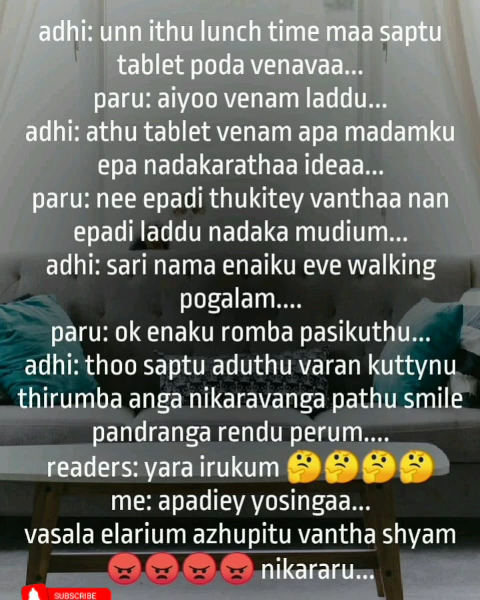 adhi: unn ithu lunch time maa saptu
tablet poda venavaa...
paru: aiyoo venam laddu...
adhi: athu tablet venam apa madamku
epa nadakarathaa ideaa...
paru: nee epadi thukitey vanthaa nan
epadi laddu nadaka mudium...
adhi: sari nama enaiku eve walking
pogalam....
paru: ok enaku romba pasikuthu...
adhi: thoo saptu aduthu varan kuttynu
thirumba anga nikaravanga pathu smile
pandranga rendu perum....
readers: yara irukum 🤔🤔🤔🤔
me: apadiey yosingaa...
vasala elarium azhupitu vantha shyam
😡😡😡😡 nikararu...
SUBSCRIBE